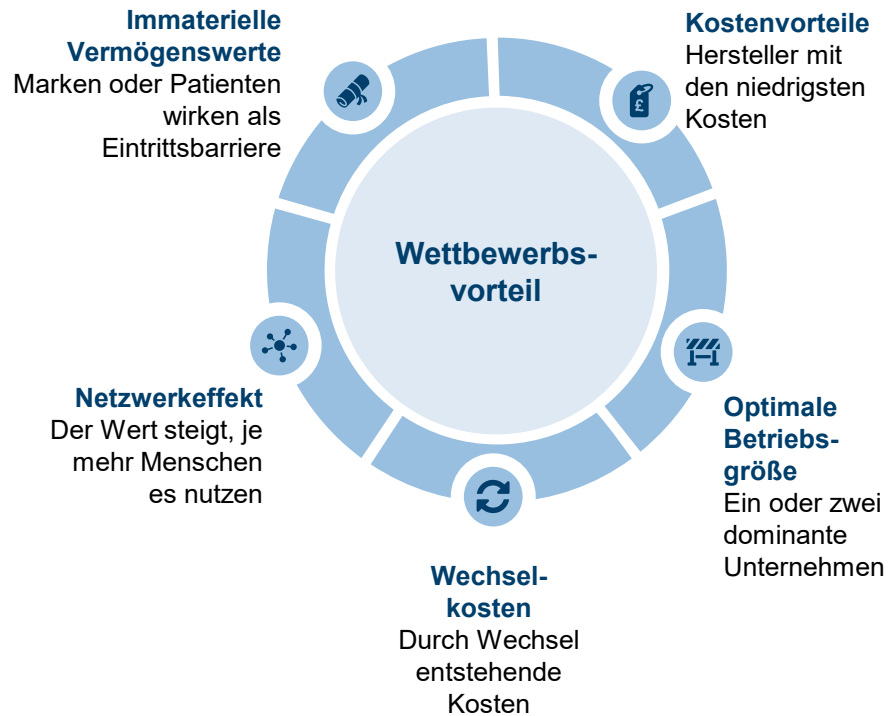 Immaterielle
Vermögenswerte
Marken oder Patienten
wirken als
Eintrittsbarriere
Kostenvorteile
Hersteller mit
den niedrigsten
Kosten
£
Wettbewerbs-
vorteil
Netzwerkeffekt
Der Wert steigt, je
mehr Menschen
es nutzen
Optimale
Betriebs-
größe
Ein oder zwei
dominante
Unternehmen
Wechsel-
kosten
Durch Wechsel
entstehende
Kosten